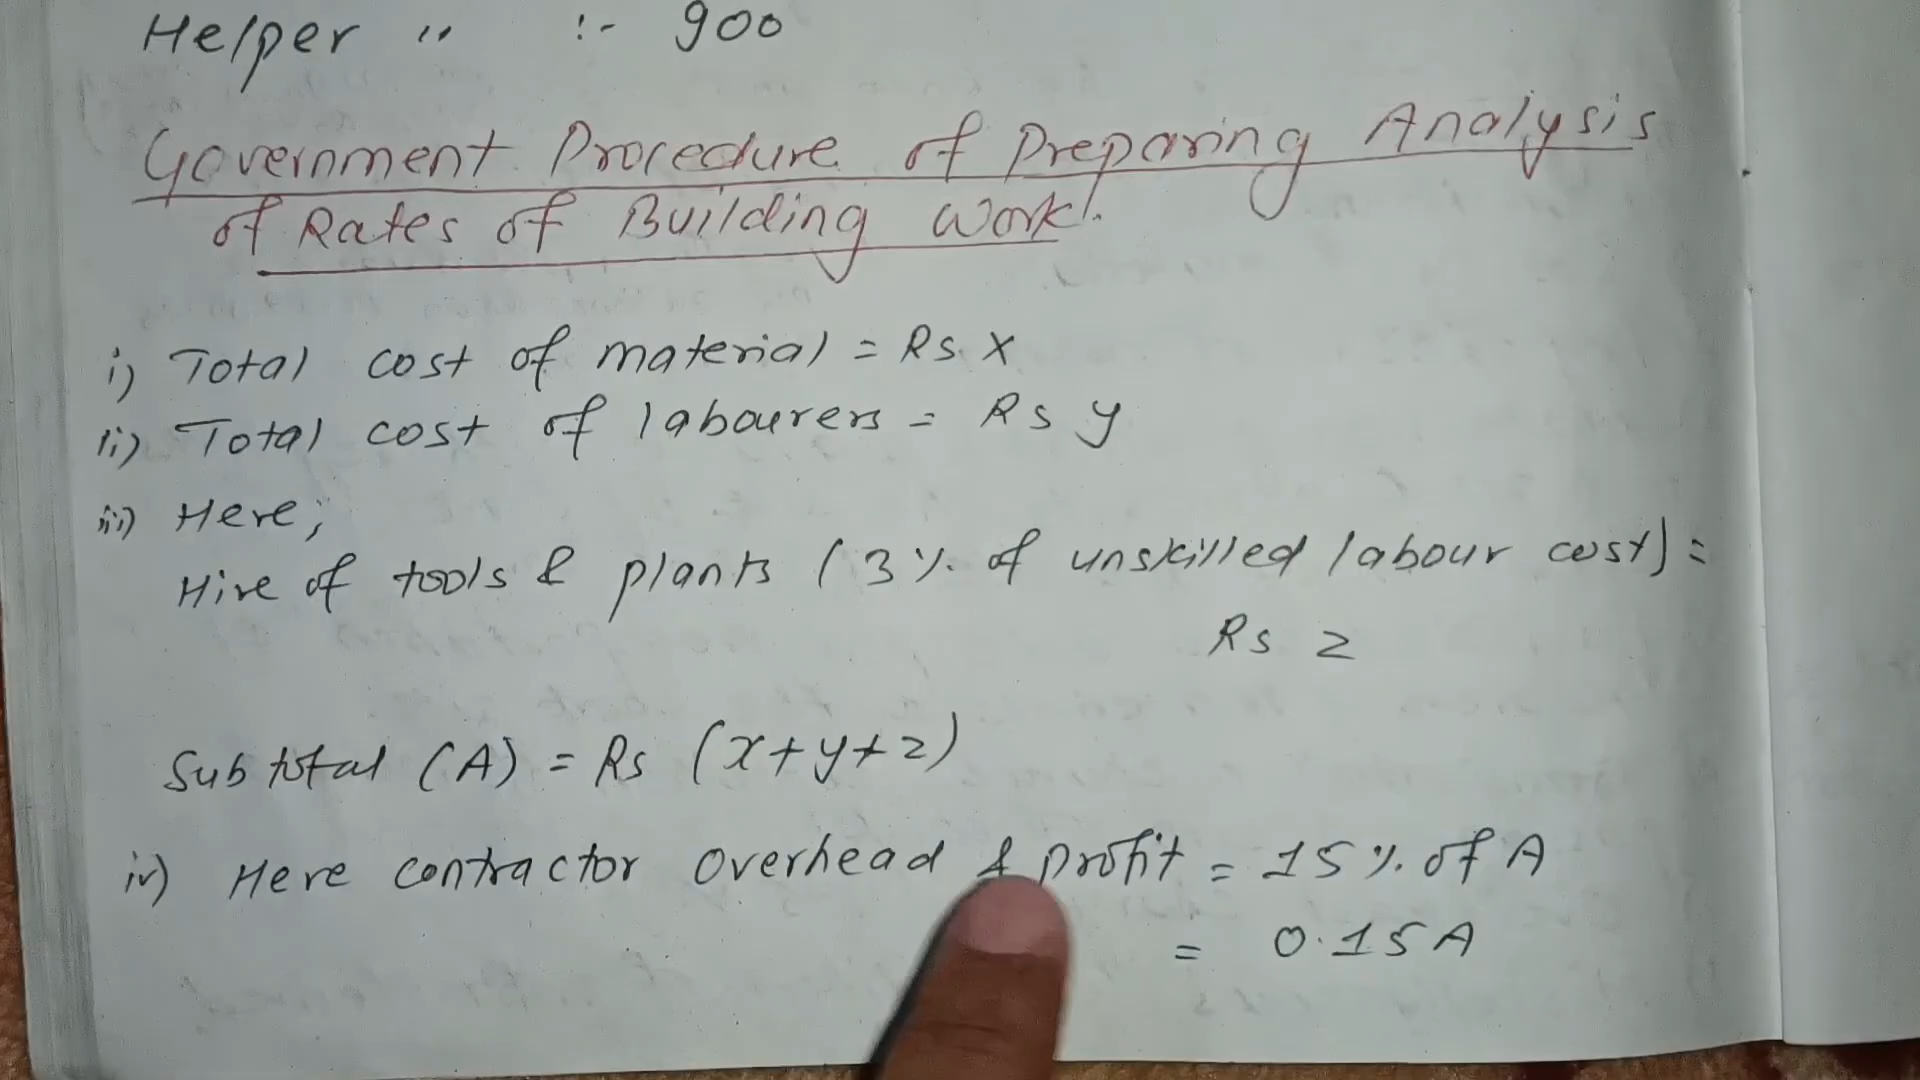 Helper " :- 900
Government Procedure of Preparing Analysis
of Rates of Building Work.
i) Total cost of material = Rs. X
ii) Total cost of labourers = Rs y
iii) Here;
Hire of tools & plants (3% of unskilled labour cost) =
Rs z
Sub total (A) = Rs (x+y+z)
iv) Here contractor overhead & profit = 15% of A
= 0.15A